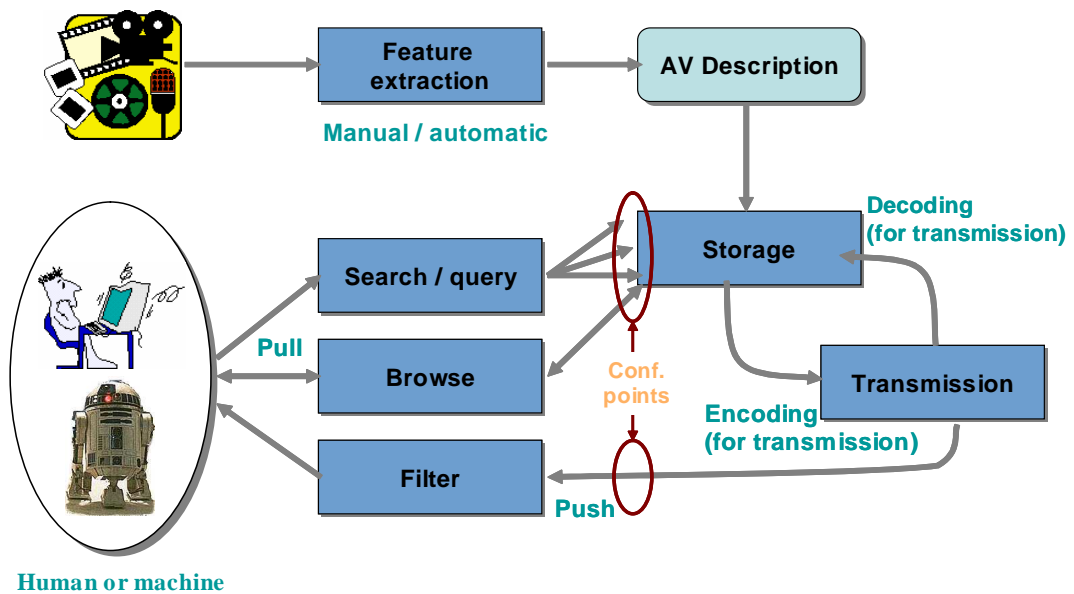 Feature
extraction
AV Description
Manual / automatic
Decoding
(for transmission)
Storage
Search / query
Pull
Browse
Conf.
points
Transmission
Encoding
(for transmission)
Filter
Push
Human or machine